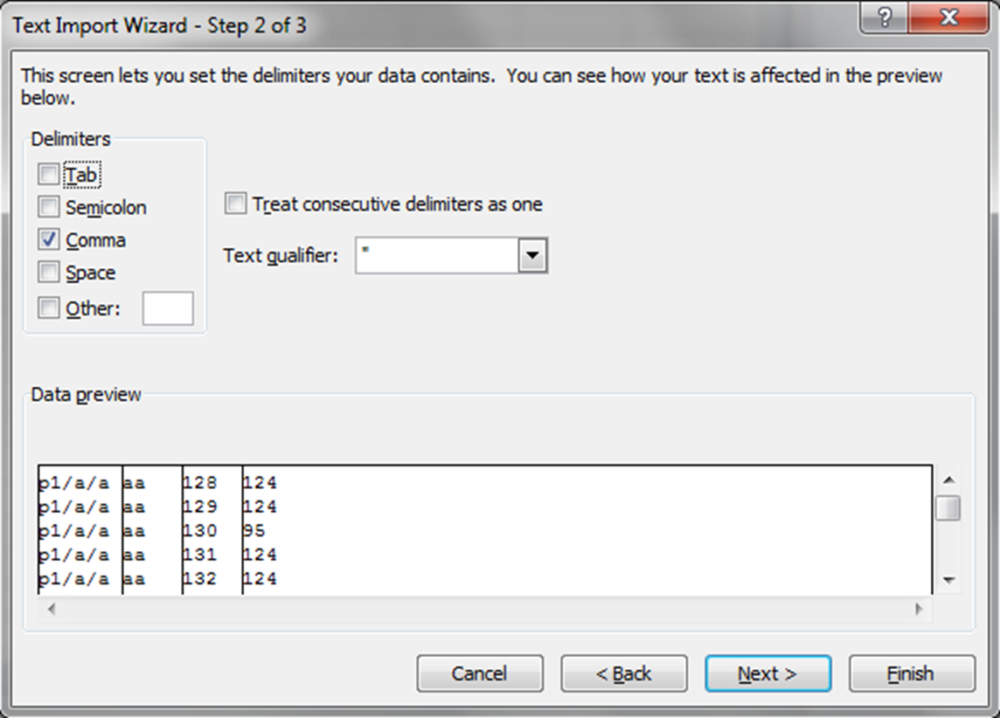 Text Import Wizard - Step 2 of 3
This screen lets you set the delimiters your data contains.  You can see how your text is affected in the preview
below.
Delimiters
Tab
Semicolon
Comma
Space
Other:
Treat consecutive delimiters as one
Text qualifier: "
Data preview
p1/a/a aa 128 124
p1/a/a aa 129 124
p1/a/a aa 130 95
p1/a/a aa 131 124
p1/a/a aa 132 124
Cancel < Back Next > Finish